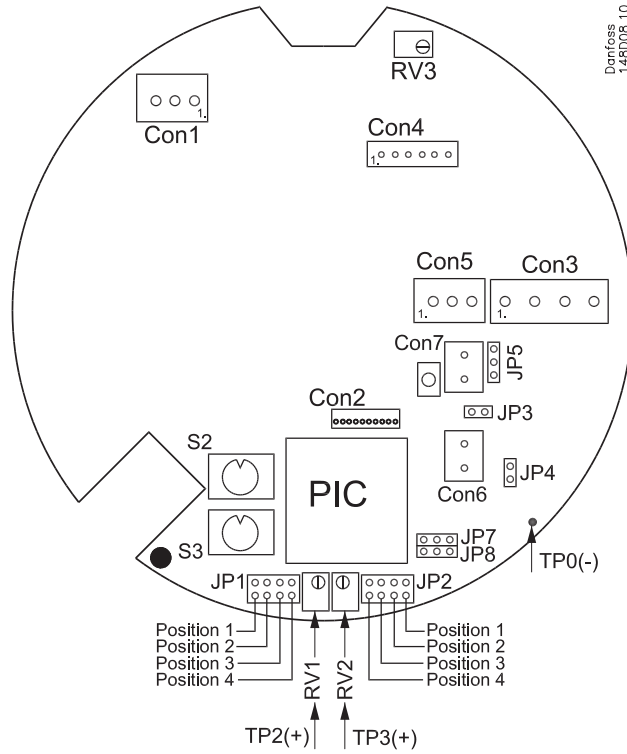 Danfoss
148D08.10
RV3
1.
Con1
Con4
1.
Con5
Con3
1.
1.
Con7
JP5
Con2
JP3
S2
PIC
JP4
Con6
S3
JP7
JP8
TP0(-)
JP1
JP2
Position 1
Position 2
Position 3
Position 4
RV1
RV2
Position 1
Position 2
Position 3
Position 4
TP2(+)
TP3(+)